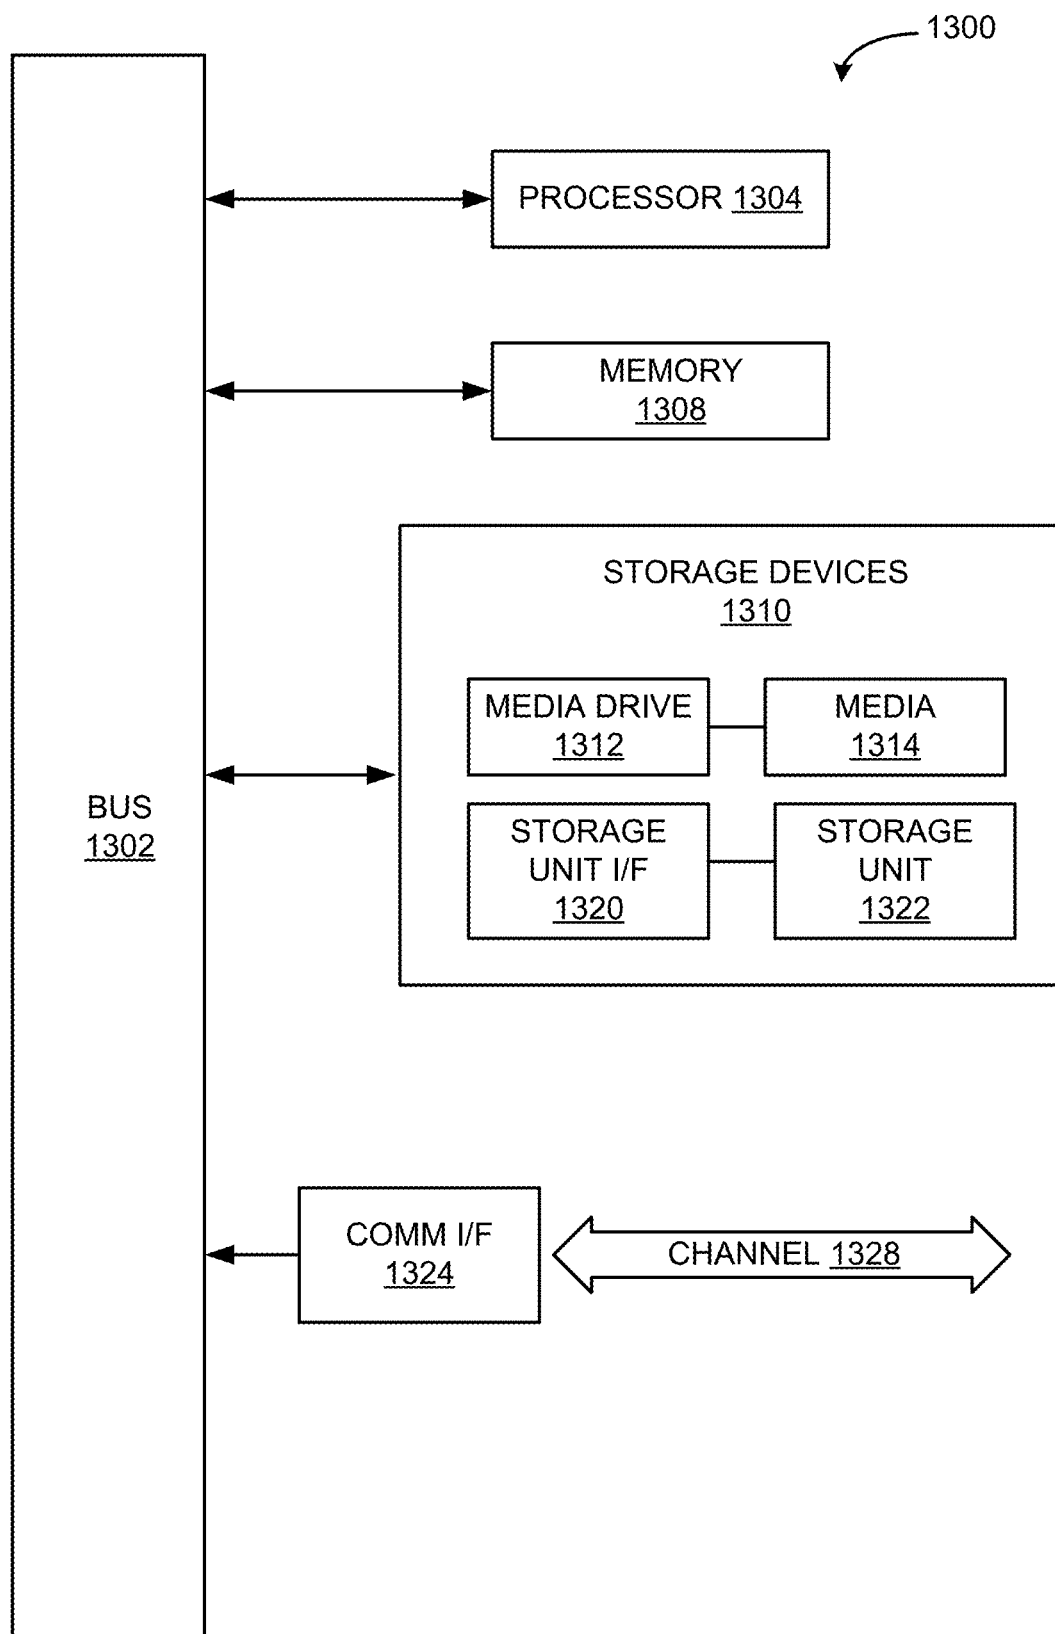 1300
PROCESSOR 1304
MEMORY
1308
STORAGE DEVICES
1310
MEDIA DRIVE
1312
MEDIA
1314
BUS
1302
STORAGE
UNIT I/F
1320
STORAGE
UNIT
1322
COMM I/F
1324
CHANNEL 1328